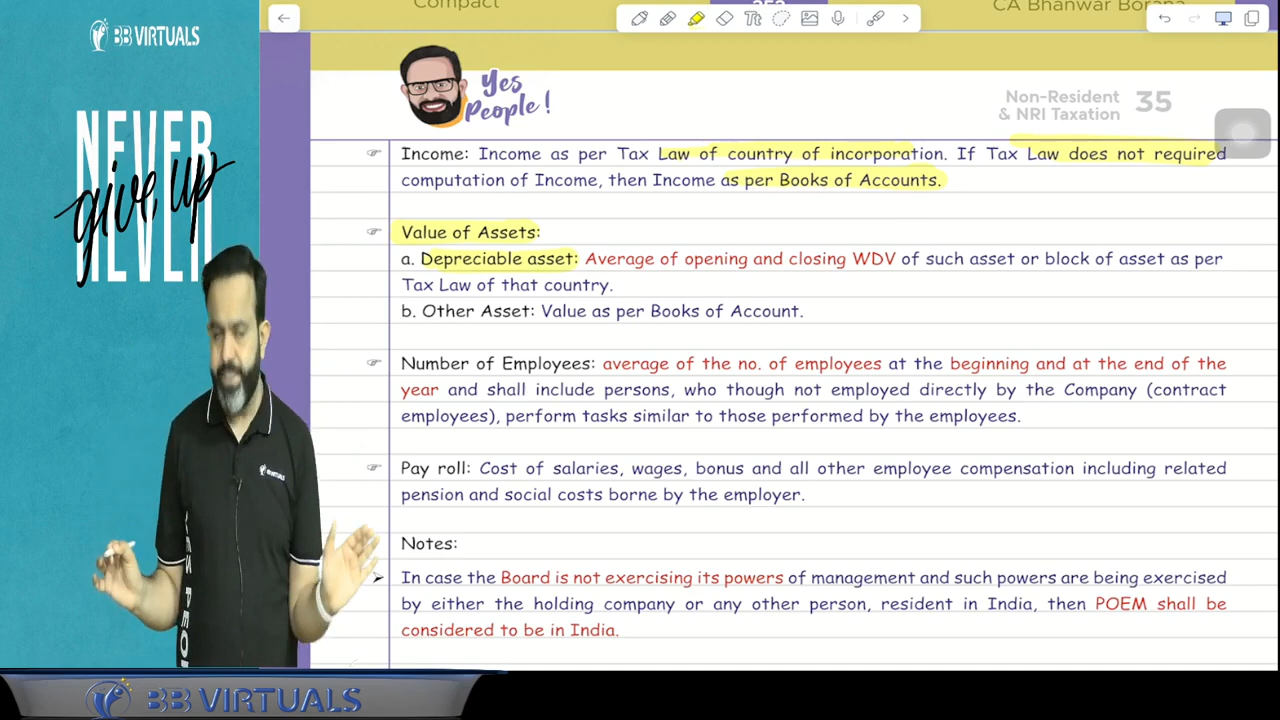 Compact
CA Bhanwar Borana
BB VIRTUALS
Yes
People !
Non-Resident
& NRI Taxation 35
NEVER
give up
NEVER
Income: Income as per Tax Law of country of incorporation. If Tax Law does not required
computation of Income, then Income as per Books of Accounts.
Value of Assets:
a. Depreciable asset: Average of opening and closing WDV of such asset or block of asset as per
Tax Law of that country.
b. Other Asset: Value as per Books of Account.
Number of Employees: average of the no. of employees at the beginning and at the end of the
year and shall include persons, who though not employed directly by the Company (contract
employees), perform tasks similar to those performed by the employees.
Pay roll: Cost of salaries, wages, bonus and all other employee compensation including related
pension and social costs borne by the employer.
Notes:
In case the Board is not exercising its powers of management and such powers are being exercised
by either the holding company or any other person, resident in India, then POEM shall be
considered to be in India.
BB VIRTUALS